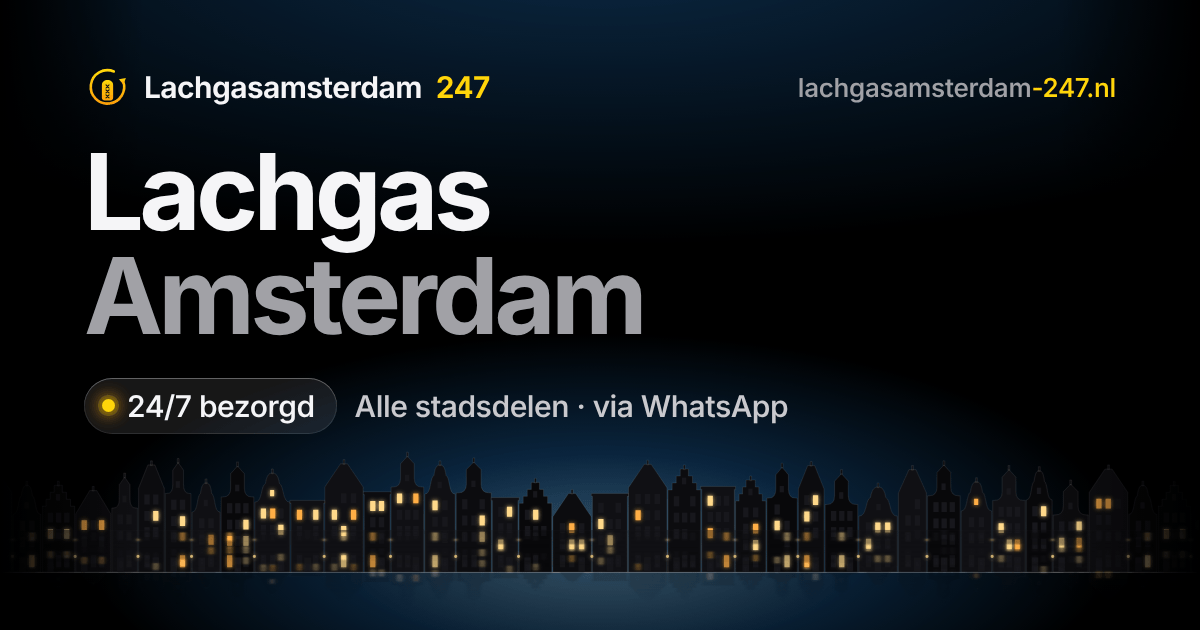 Lachgasamsterdam 247
lachgasamsterdam-247.nl
Lachgas
Amsterdam
24/7 bezorgd
Alle stadsdelen · via WhatsApp